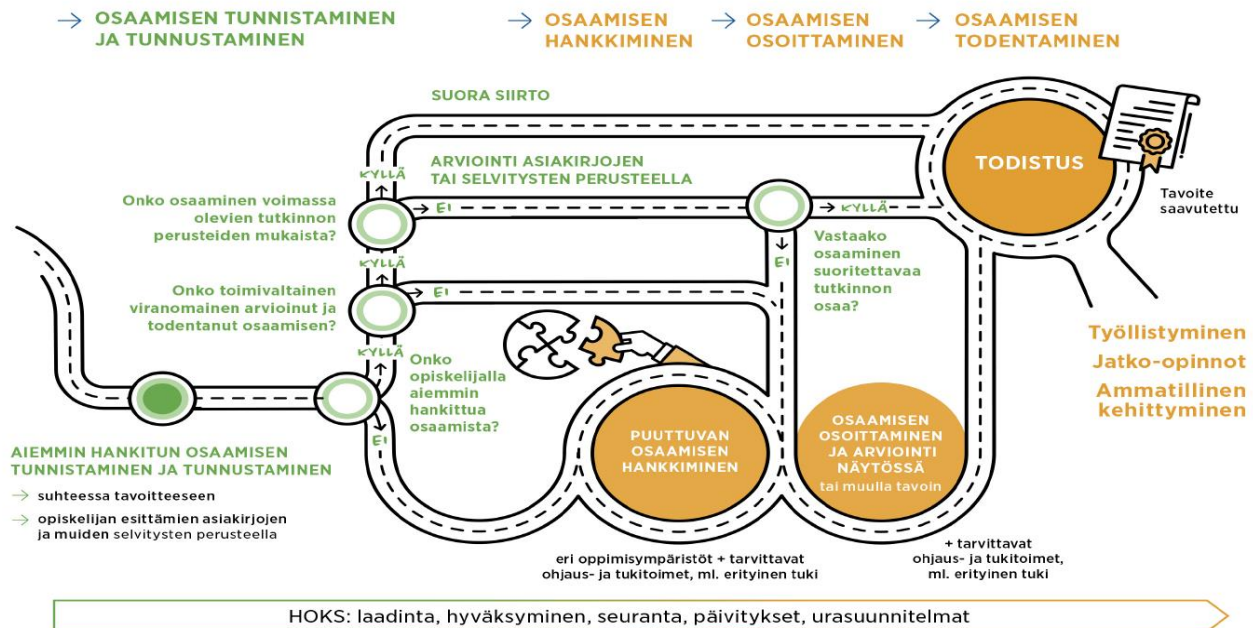 → OSAAMISEN TUNNISTAMINEN
JA TUNNUSTAMINEN
→ OSAAMISEN
HANKKIMINEN
→ OSAAMISEN
OSOITTAMINEN
→ OSAAMISEN
TODENTAMINEN
SUORA SIIRTO
ARVIOINTI ASIAKIRJOJEN
TAI SELVITYSTEN PERUSTEELLA
KYLLÄ
Onko osaaminen voimassa
olevien tutkinnon
perusteiden mukaista?
→ EI
→ KYLLÄ
TODISTUS
Tavoite
saavutettu
EI
Vastaako
osaaminen
suoritettavaa
tutkinnon
osaa?
KYLLÄ
Onko toimivaltainen
viranomainen arvioinut ja
todentanut osaamisen?
→ EI
KYLLÄ
Onko
opiskelijalla
aiemmin
hankittua
osaamista?
EI
Työllistyminen
Jatko-opinnot
Ammatillinen
kehittyminen
PUUTTUVAN
OSAAMISEN
HANKKIMINEN
OSAAMISEN
OSOITTAMINEN
JA ARVIOINTI
NÄYTÖSSÄ
tai muulla tavoin
AIEMMIN HANKITUN OSAAMISEN
TUNNISTAMINEN JA TUNNUSTAMINEN
→ suhteessa tavoitteeseen
→ opiskelijan esittämien asiakirjojen
ja muiden selvitysten perusteella
eri oppimisympäristöt + tarvittavat
ohjaus- ja tukitoimet, ml. erityinen tuki
+ tarvittavat
ohjaus- ja tukitoimet,
ml. erityinen tuki
HOKS: laadinta, hyväksyminen, seuranta, päivitykset, urasuunnitelmat